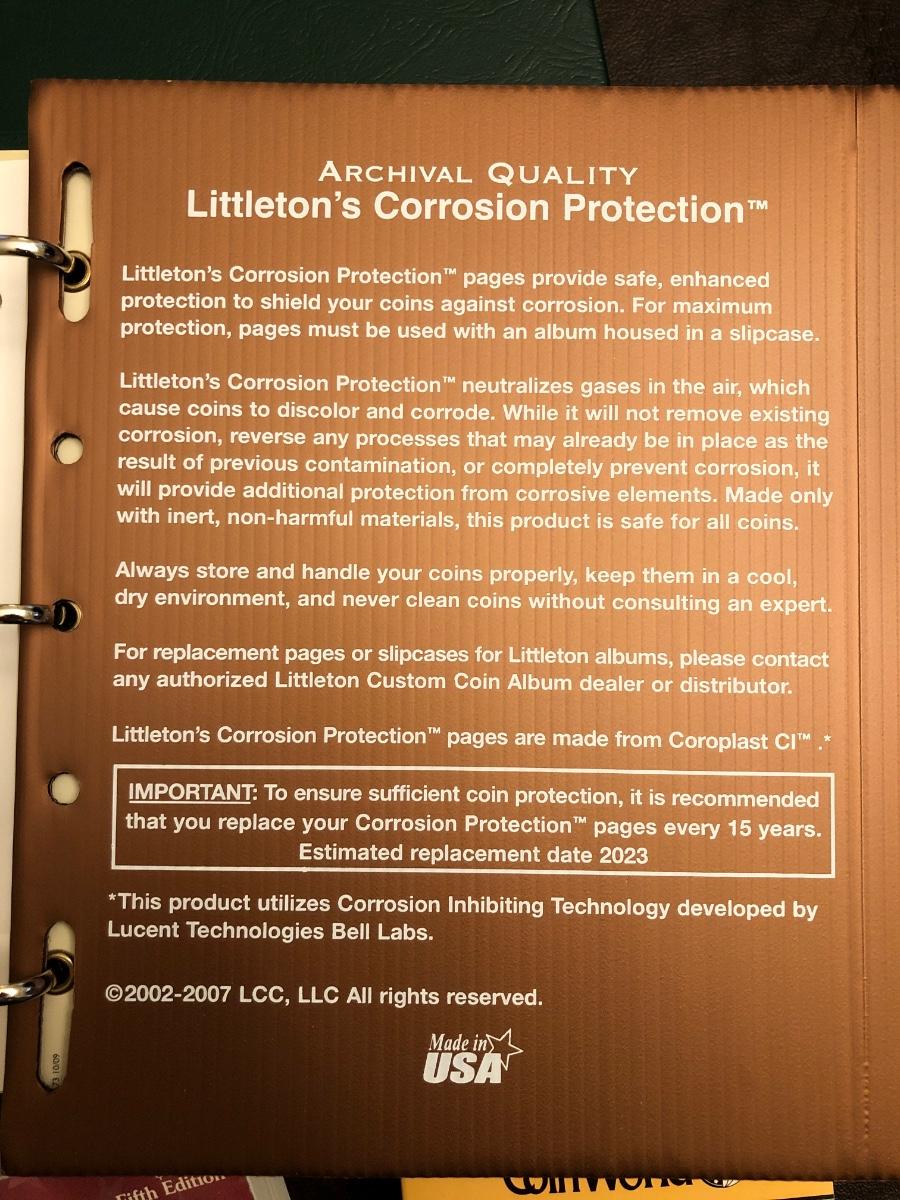 ARCHIVAL QUALITY
Littleton's Corrosion Protection™
Littleton's Corrosion Protection™ pages provide safe, enhanced
protection to shield your coins against corrosion. For maximum
protection, pages must be used with an album housed in a slipcase.
Littleton's Corrosion Protection™ neutralizes gases in the air, which
cause coins to discolor and corrode. While it will not remove existing
corrosion, reverse any processes that may already be in place as the
result of previous contamination, or completely prevent corrosion, it
will provide additional protection from corrosive elements. Made only
with inert, non-harmful materials, this product is safe for all coins.
Always store and handle your coins properly, keep them in a cool,
dry environment, and never clean coins without consulting an expert.
For replacement pages or slipcases for Littleton albums, please contact
any authorized Littleton Custom Coin Album dealer or distributor.
Littleton's Corrosion Protection™ pages are made from Coroplast CI™ .*
IMPORTANT: To ensure sufficient coin protection, it is recommended
that you replace your Corrosion Protection™ pages every 15 years.
Estimated replacement date 2023
*This product utilizes Corrosion Inhibiting Technology developed by
Lucent Technologies Bell Labs.
©2002-2007 LCC, LLC All rights reserved.
Made in
USA
10/09
Fifth Edition
CoinWorld